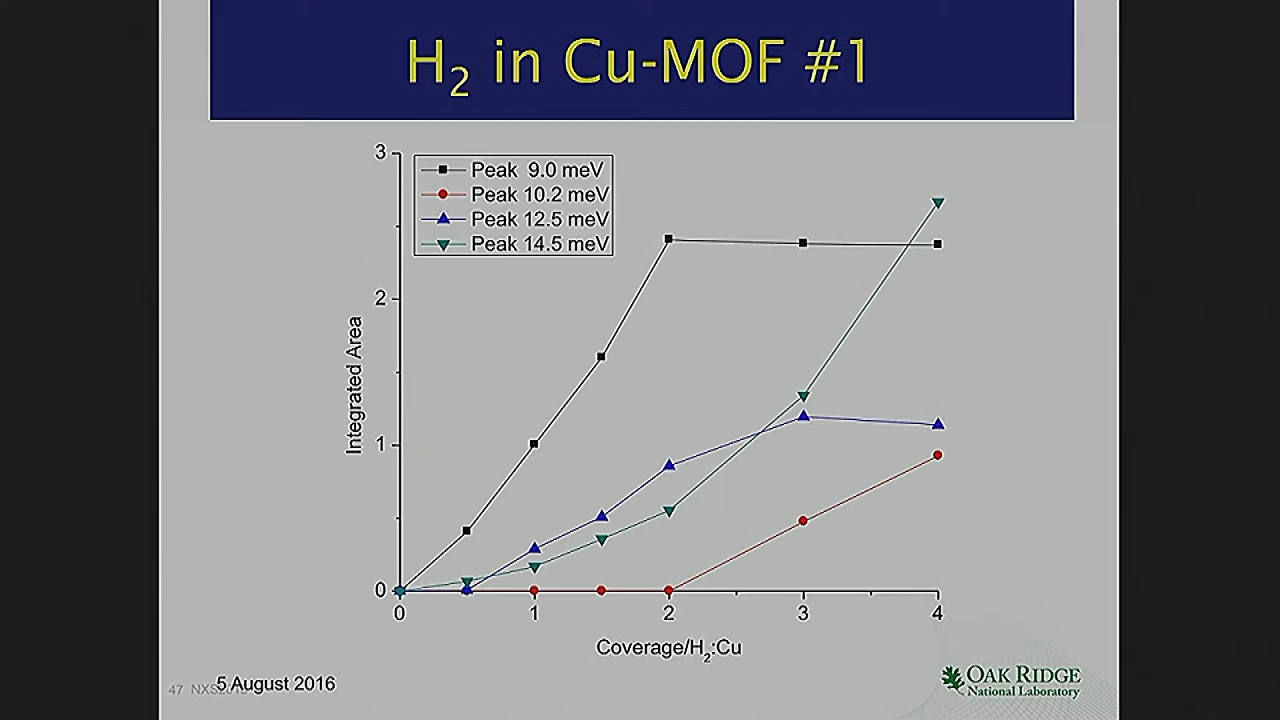 H2 in Cu-MOF #1
3
Peak 9.0 meV
Peak 10.2 meV
Peak 12.5 meV
Peak 14.5 meV
2
1
0
Integrated Area
0 1 2 3 4
Coverage/H2:Cu
47 5 August 2016
OAK RIDGE
National Laboratory